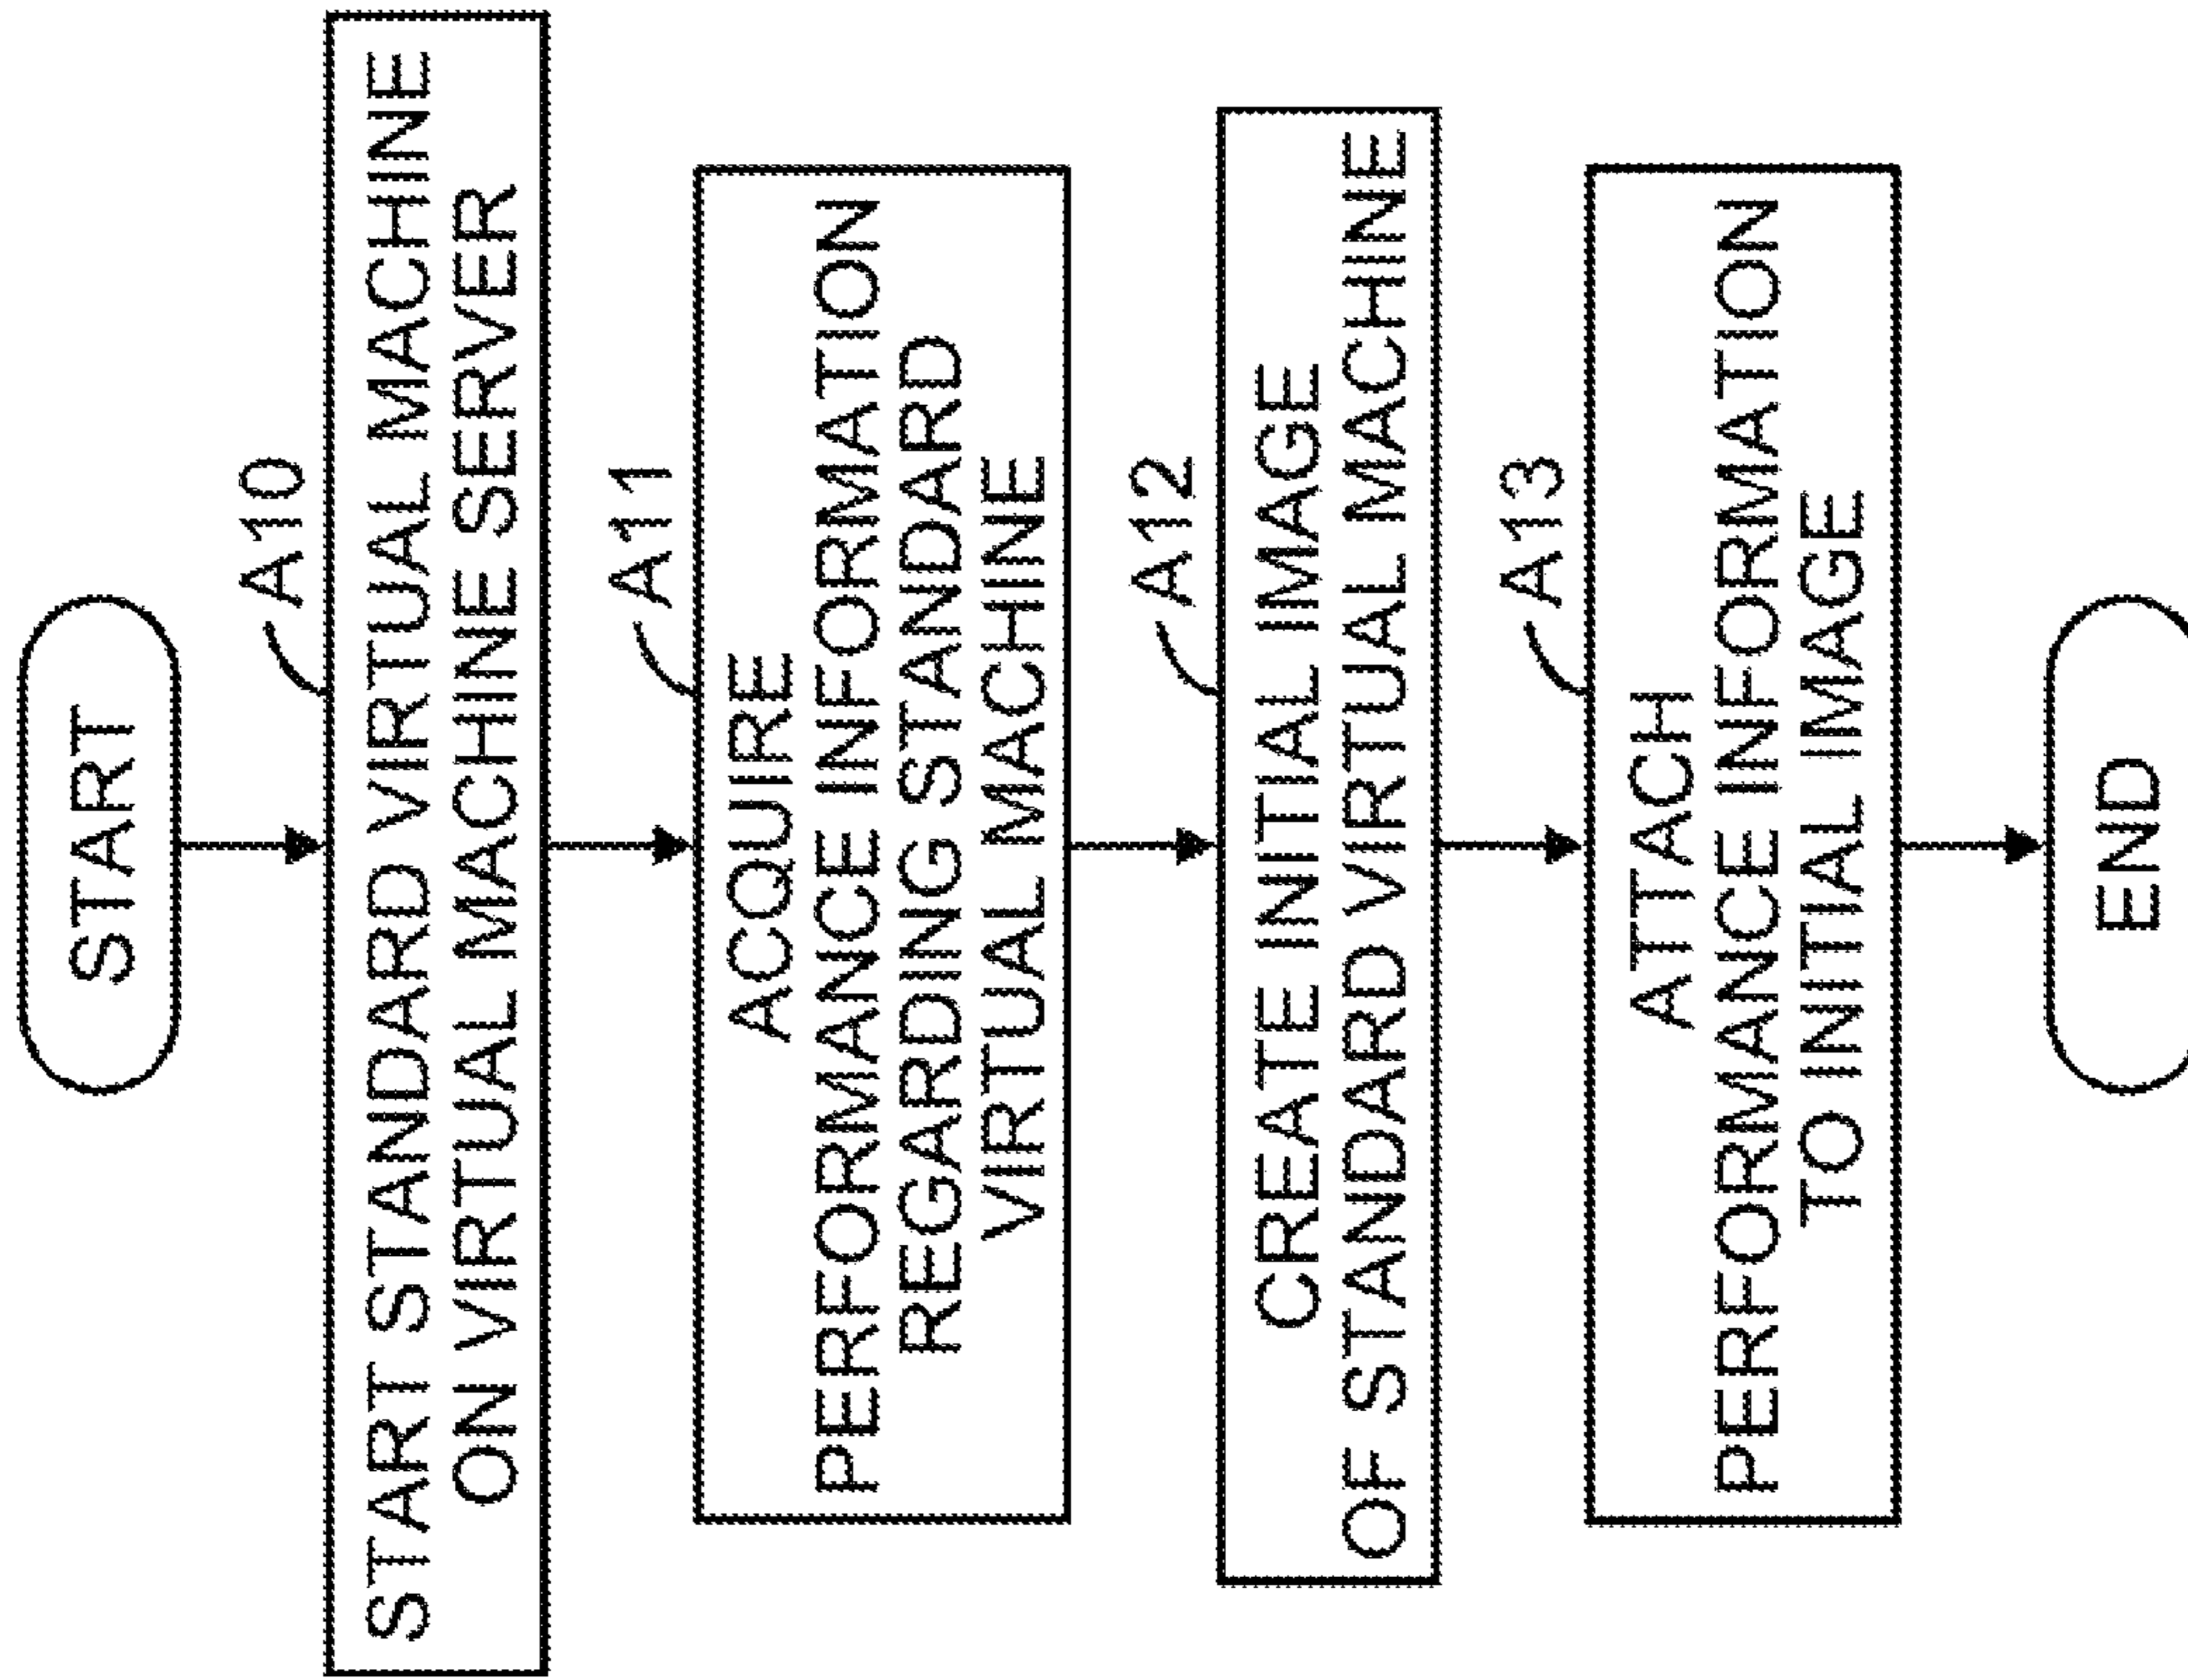 START
A10
START STANDARD VIRTUAL MACHINE
ON VIRTUAL MACHINE SERVER
A11
ACQUIRE
PERFORMANCE INFORMATION
REGARDING STANDARD
VIRTUAL MACHINE
A12
CREATE INITIAL IMAGE
OF STANDARD VIRTUAL MACHINE
A13
ATTACH
PERFORMANCE INFORMATION
TO INITIAL IMAGE
END